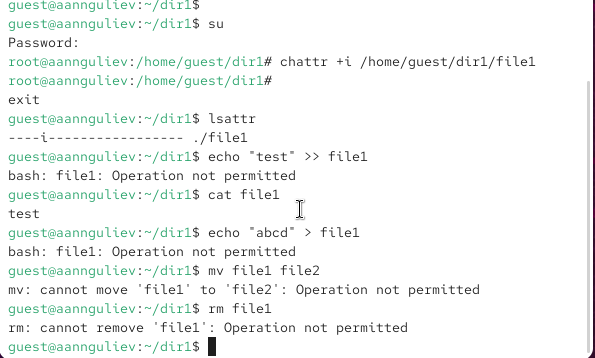 guest@aannguliev:~/dir1$
guest@aannguliev:~/dir1$ su
Password:
root@aannguliev:/home/guest/dir1# chattr +i /home/guest/dir1/file1
root@aannguliev:/home/guest/dir1#
exit
guest@aannguliev:~/dir1$ lsattr
----i----------------- ./file1
guest@aannguliev:~/dir1$ echo "test" >> file1
bash: file1: Operation not permitted
guest@aannguliev:~/dir1$ cat file1
test
guest@aannguliev:~/dir1$ echo "abcd" > file1
bash: file1: Operation not permitted
guest@aannguliev:~/dir1$ mv file1 file2
mv: cannot move 'file1' to 'file2': Operation not permitted
guest@aannguliev:~/dir1$ rm file1
rm: cannot remove 'file1': Operation not permitted
guest@aannguliev:~/dir1$